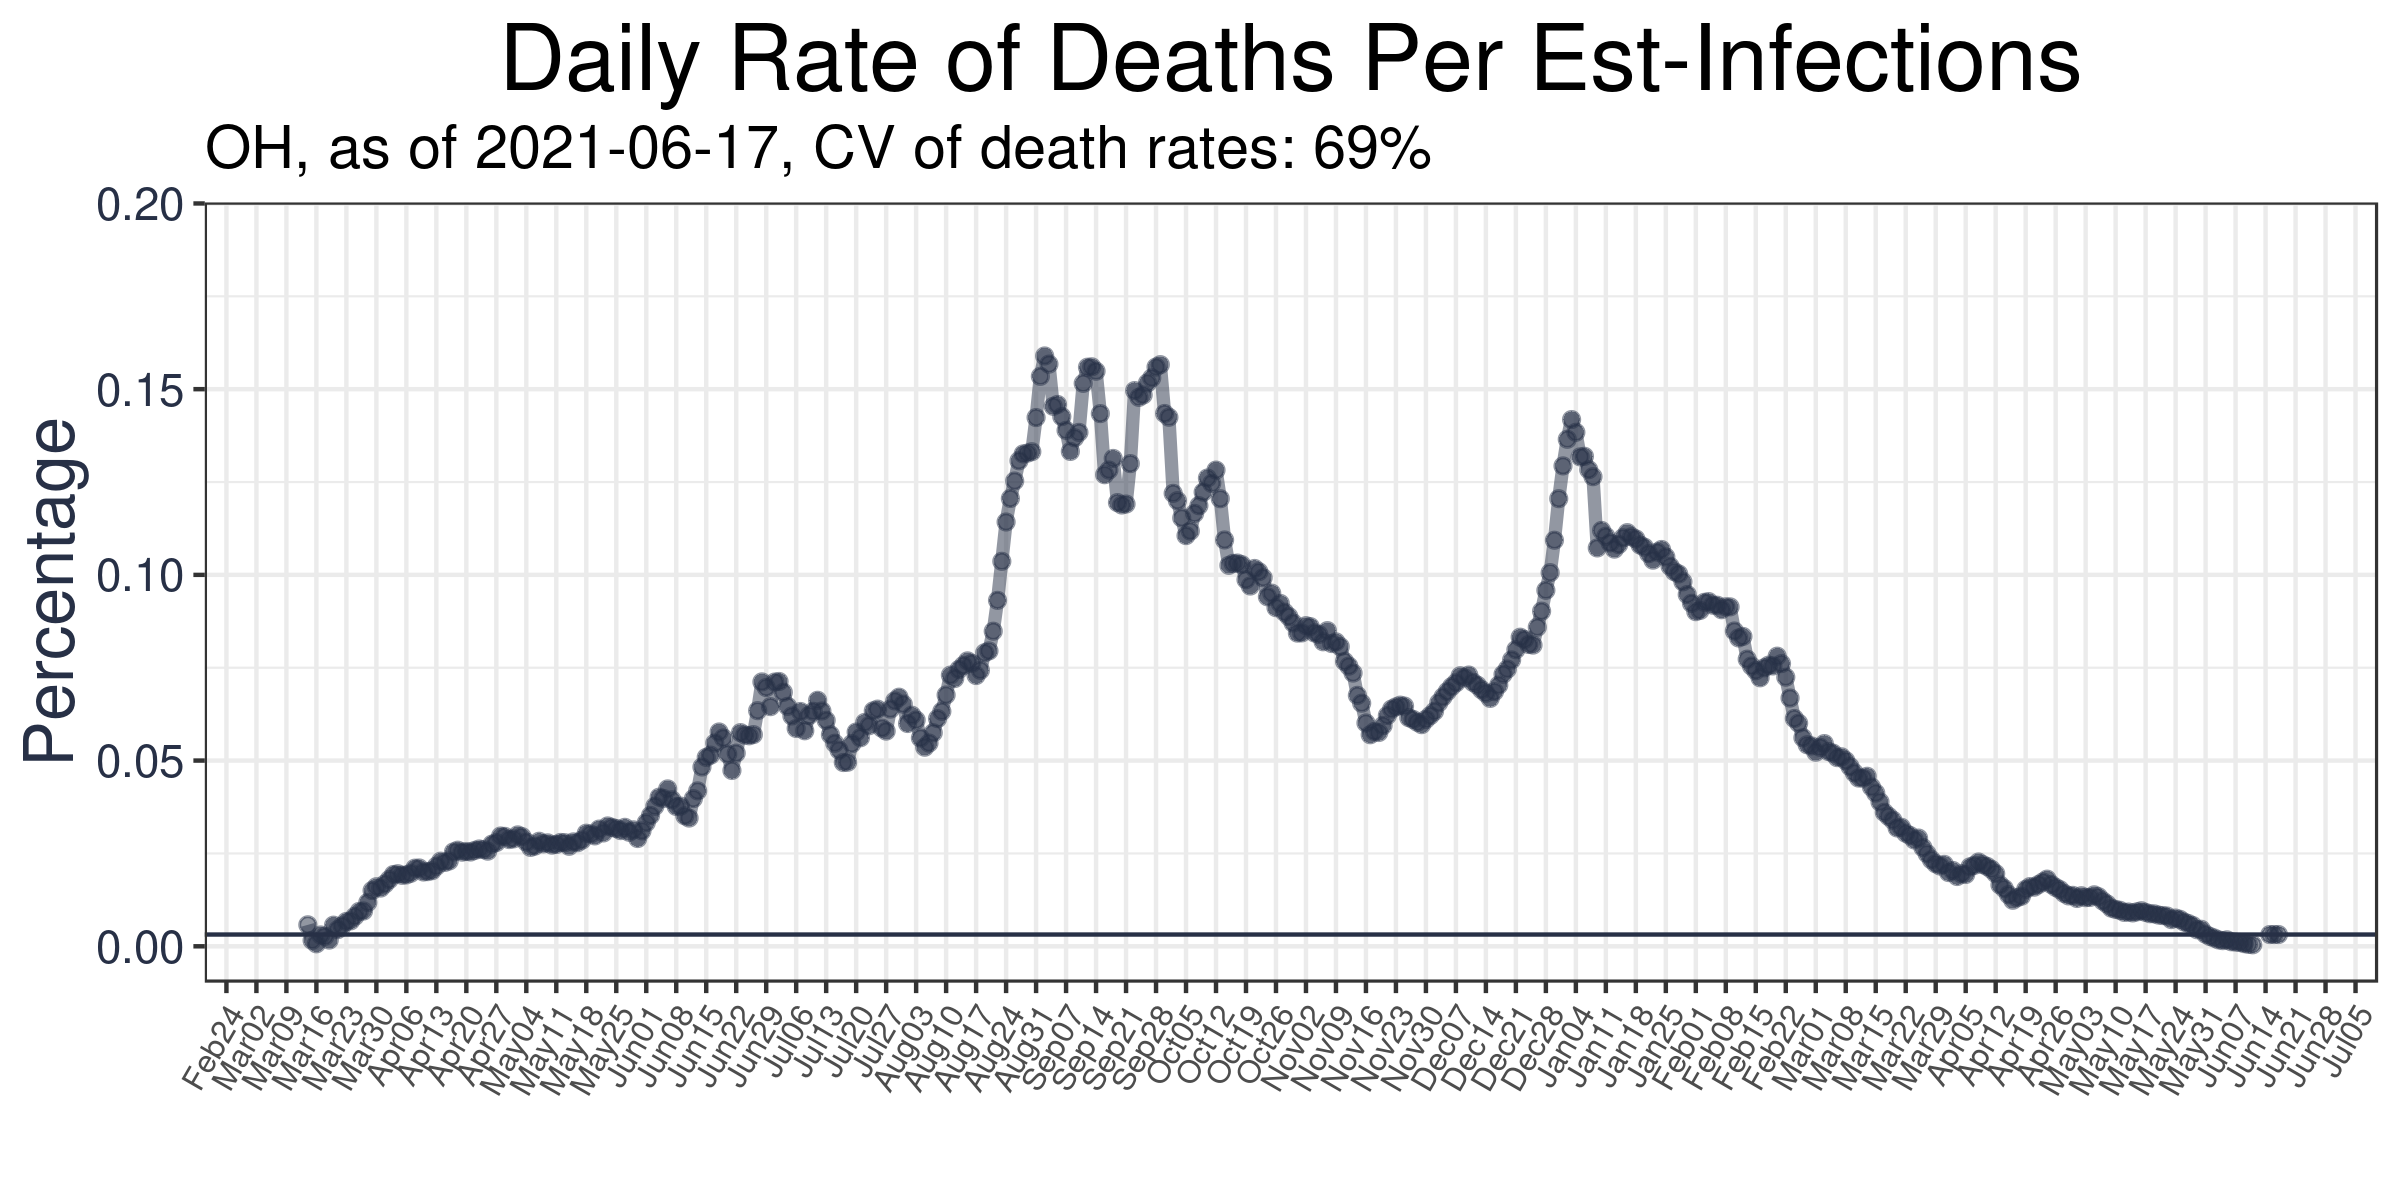 Daily Rate of Deaths Per Est-Infections
OH, as of 2021-06-17, CV of death rates: 69%
Percentage
0.20
0.15
0.10
0.05
0.00
Feb24
Mar02
Mar09
Mar16
Mar23
Mar30
Apr06
Apr13
Apr20
Apr27
May04
May11
May18
May25
Jun01
Jun08
Jun15
Jun22
Jun29
Jul06
Jul13
Jul20
Jul27
Aug03
Aug10
Aug17
Aug24
Aug31
Sep07
Sep14
Sep21
Sep28
Oct05
Oct12
Oct19
Oct26
Nov02
Nov09
Nov16
Nov23
Nov30
Dec07
Dec14
Dec21
Dec28
Jan04
Jan11
Jan18
Jan25
Feb01
Feb08
Feb15
Feb22
Mar01
Mar08
Mar15
Mar22
Mar29
Apr05
Apr12
Apr19
Apr26
May03
May10
May17
May24
May31
Jun07
Jun14
Jun21
Jun28
Jul05